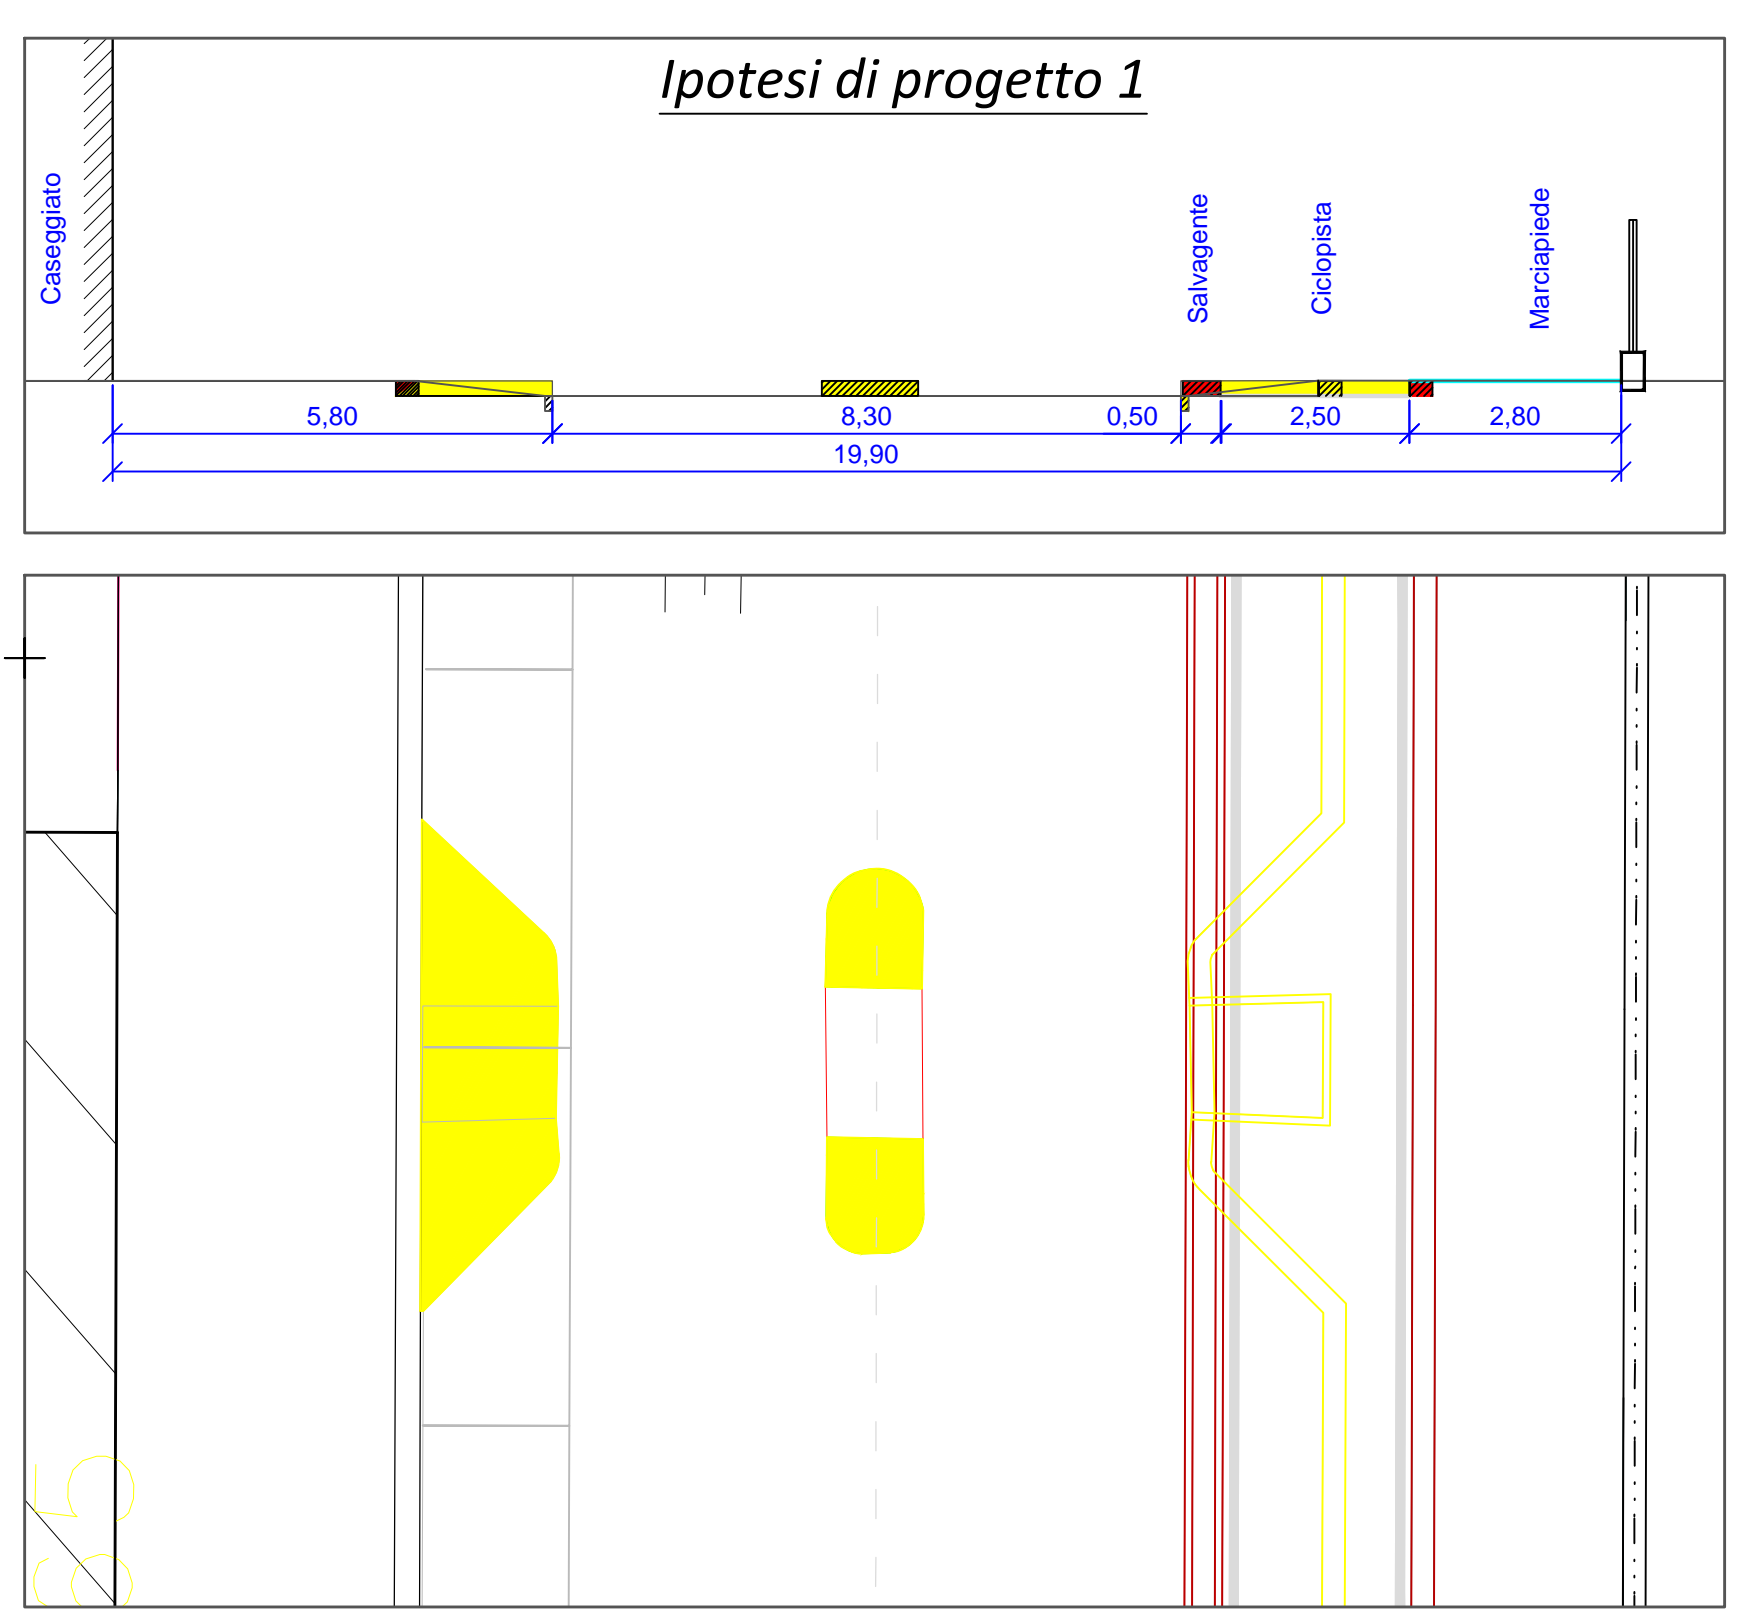 Ipotesi di progetto 1
Caseggiato
Salvagente
Ciclopista
Marciapiede
5,80
8,30
0,50
2,50
2,80
19,90